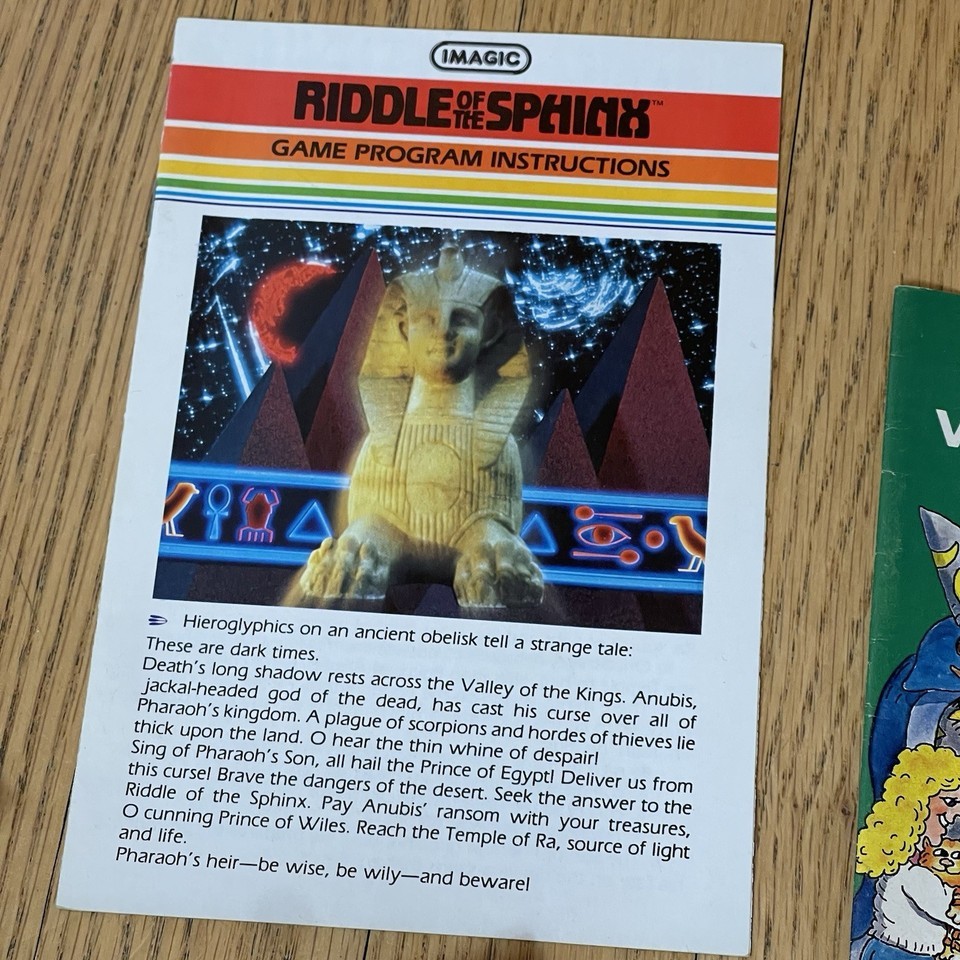 IMAGIC
RIDDLE OF THE SPHINX™
GAME PROGRAM INSTRUCTIONS
Hieroglyphics on an ancient obelisk tell a strange tale:
These are dark times.
Death's long shadow rests across the Valley of the Kings. Anubis,
jackal-headed god of the dead, has cast his curse over all of
Pharaoh's kingdom. A plague of scorpions and hordes of thieves lie
thick upon the land. O hear the thin whine of despair!
Sing of Pharaoh's Son, all hail the Prince of Egypt! Deliver us from
this curse! Brave the dangers of the desert. Seek the answer to the
Riddle of the Sphinx. Pay Anubis' ransom with your treasures,
O cunning Prince of Wiles. Reach the Temple of Ra, source of light
and life.
Pharaoh's heir—be wise, be wily—and beware!